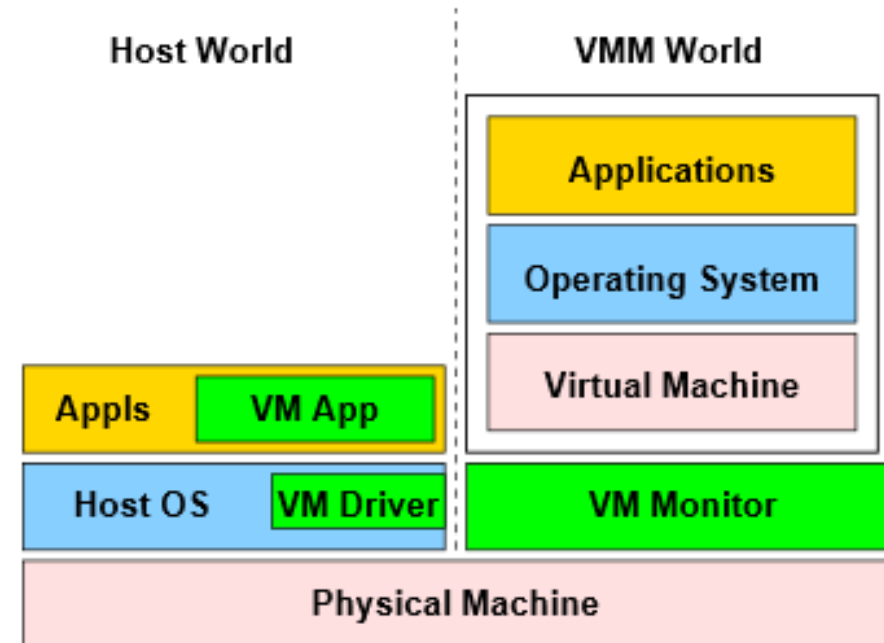 Host World
VMM World
Applications
Operating System
Virtual Machine
Appls
VM App
Host OS
VM Driver
VM Monitor
Physical Machine